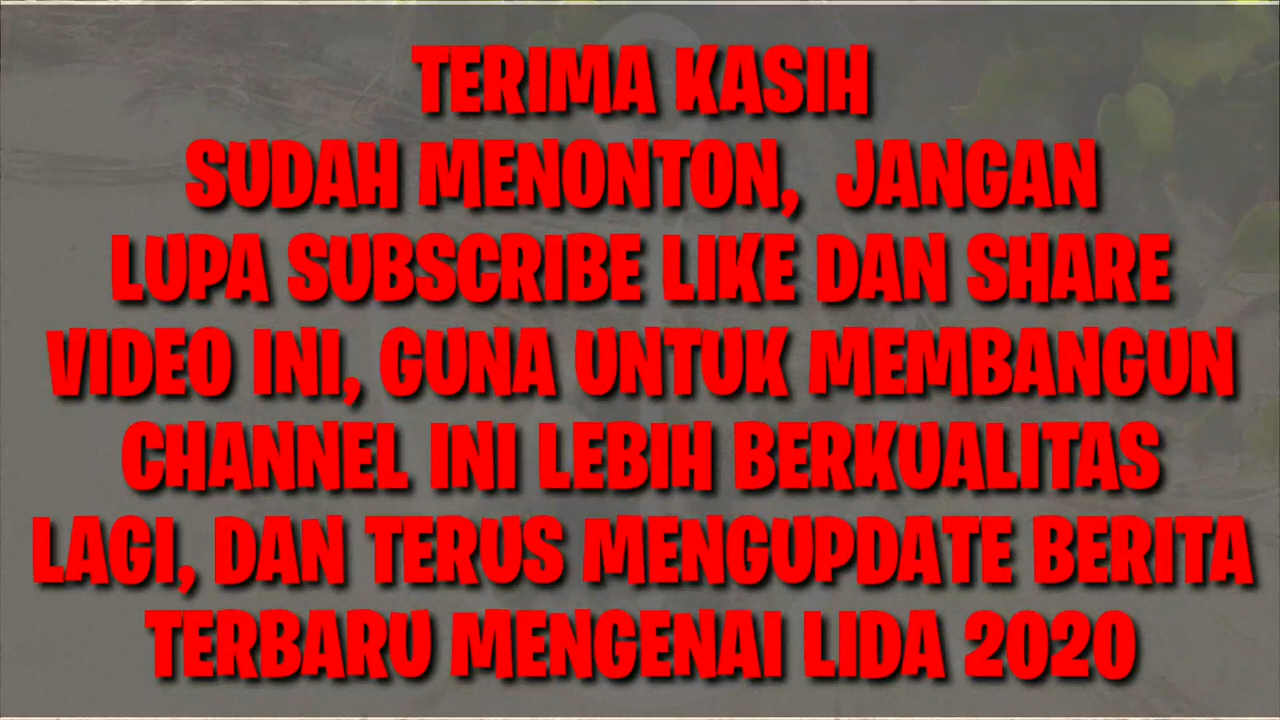 TERIMA KASIH
SUDAH MENONTON, JANGAN
LUPA SUBSCRIBE LIKE DAN SHARE
VIDEO INI, GUNA UNTUK MEMBANGUN
CHANNEL INI LEBIH BERKUALITAS
LAGI, DAN TERUS MENGUPDATE BERITA
TERBARU MENGENAI LIDA 2020